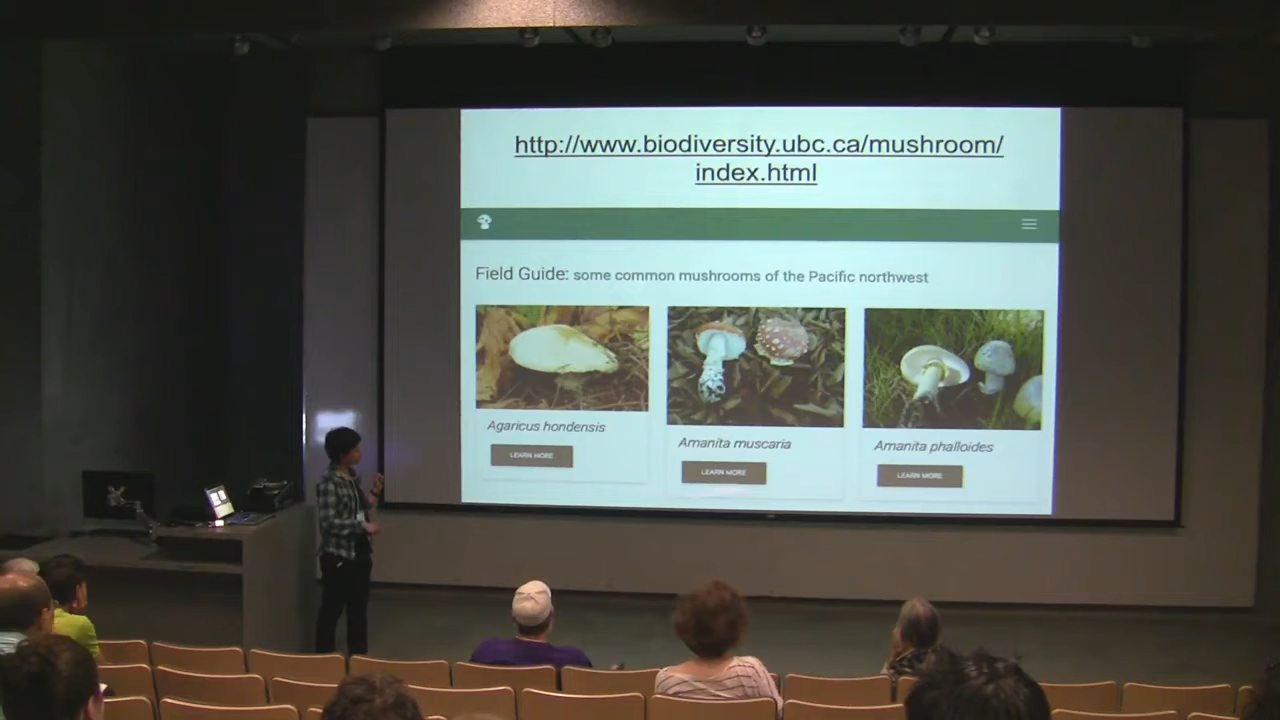 http://www.biodiversity.ubc.ca/mushroom/
index.html
Field Guide: some common mushrooms of the Pacific northwest
Agaricus hondensis
LEARN MORE
Amanita muscaria
LEARN MORE
Amanita phalloides
LEARN MORE